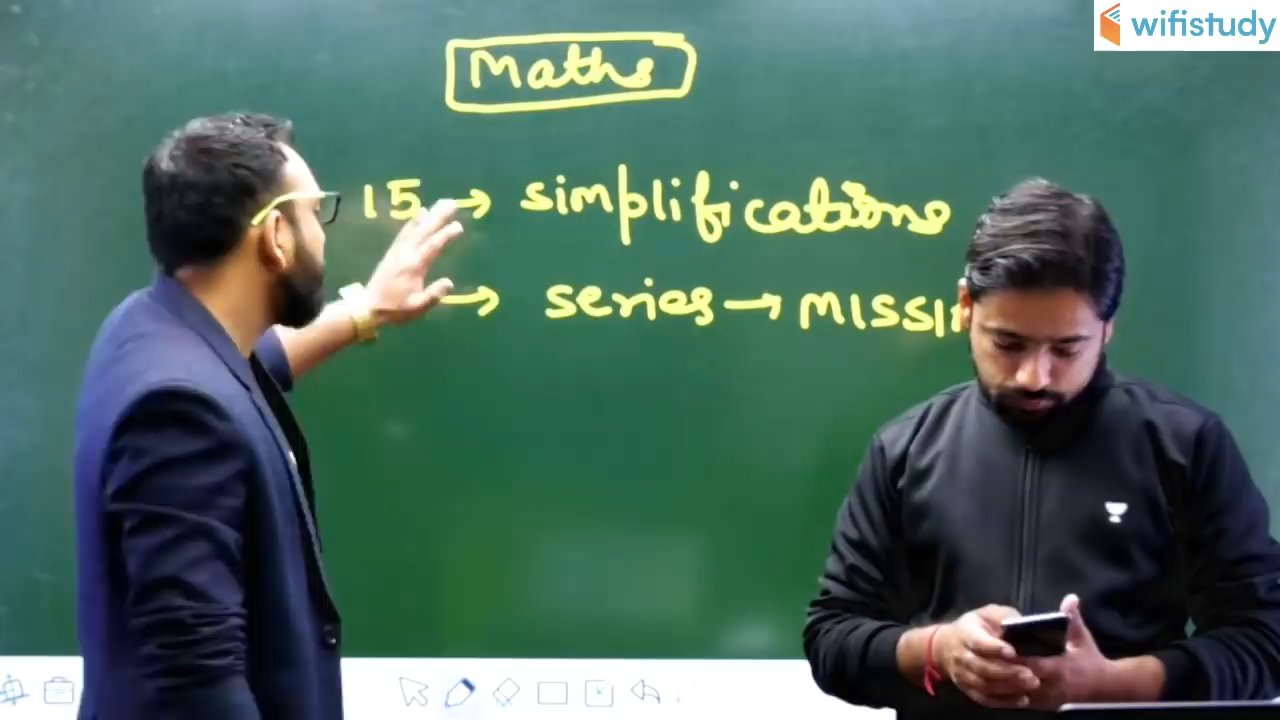 wifistudy
Maths
15 → simplifications
→ series → MISSI